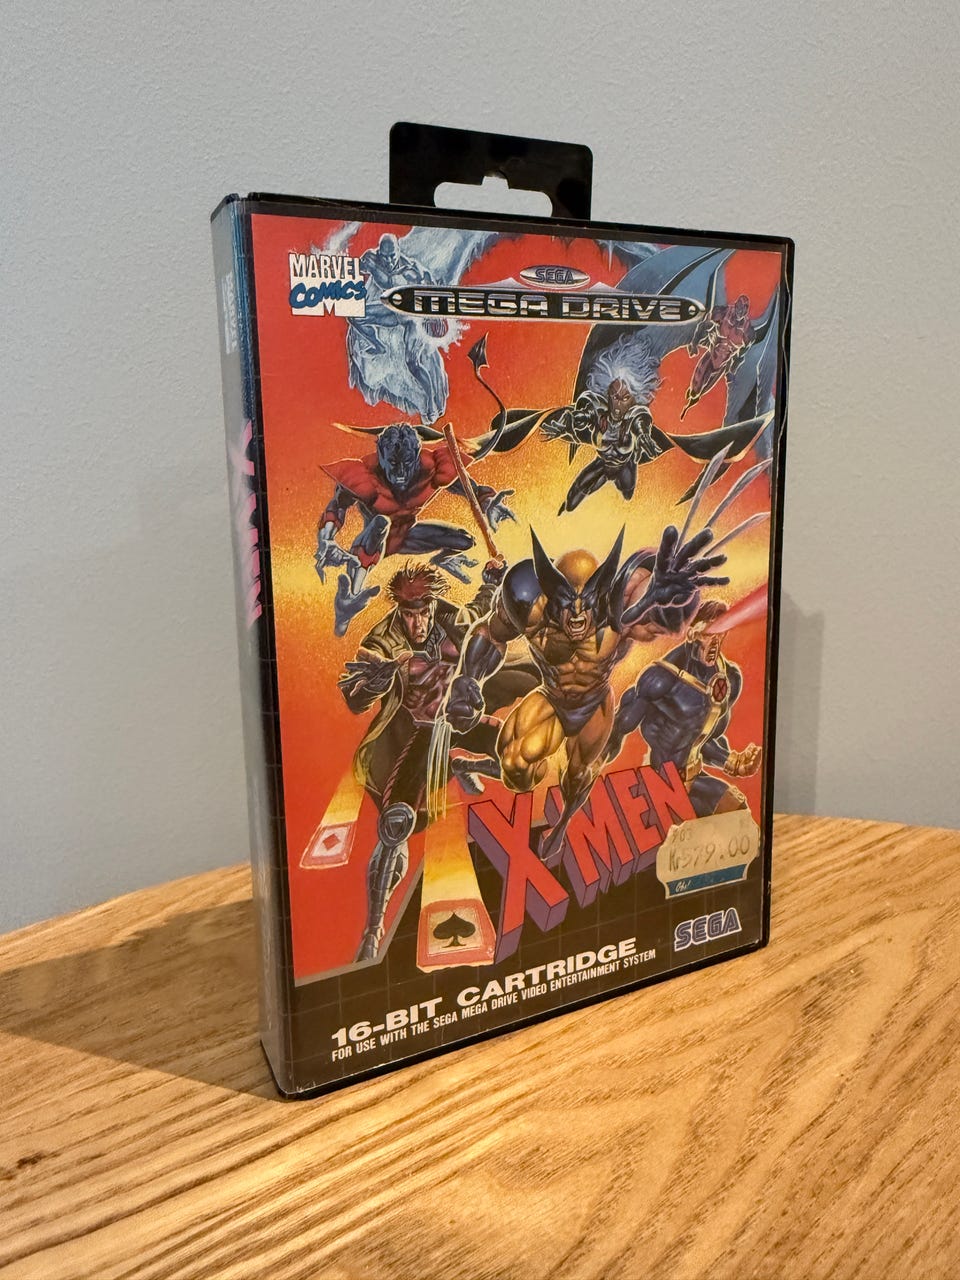 MARVEL
COMICS
SEGA
MEGA DRIVE
X-MEN
Kr579.00
SEGA
16-BIT CARTRIDGE
FOR USE WITH THE SEGA MEGA DRIVE VIDEO ENTERTAINMENT SYSTEM
X-MEN